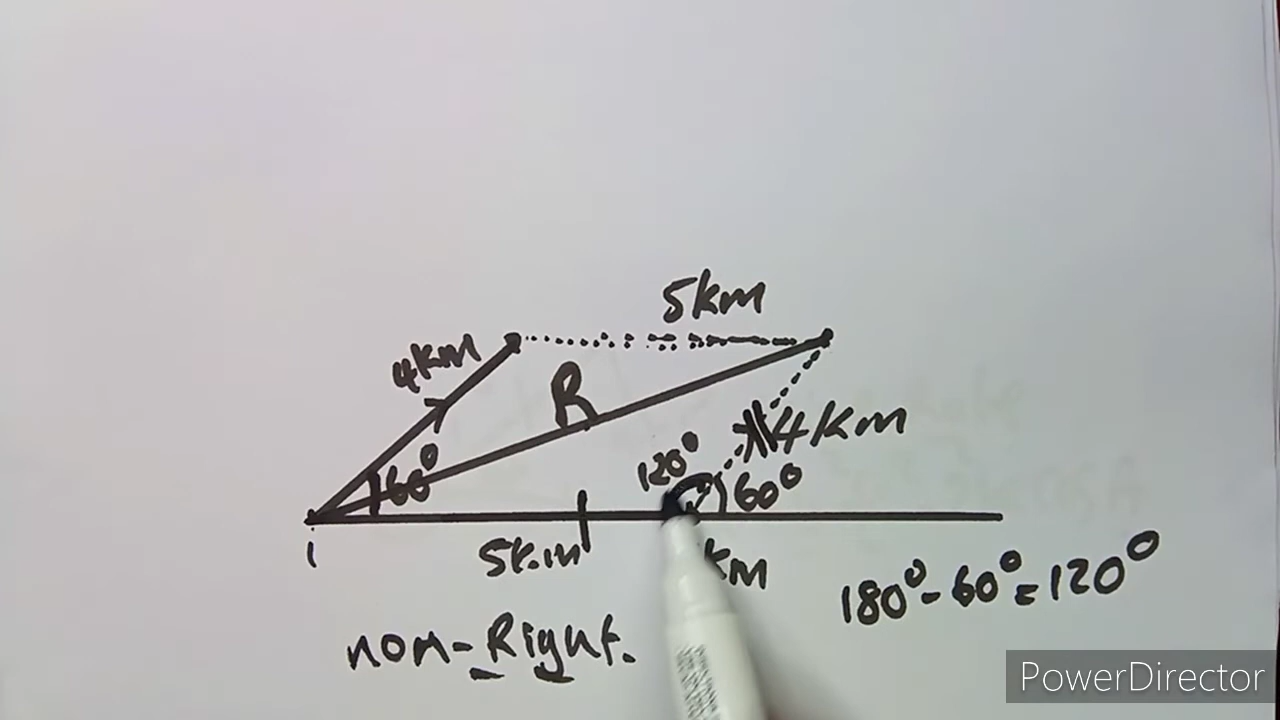 5km
4km
R
4km
60°
120°
60°
5km
km
180° - 60° = 120°
non-Right.
PowerDirector